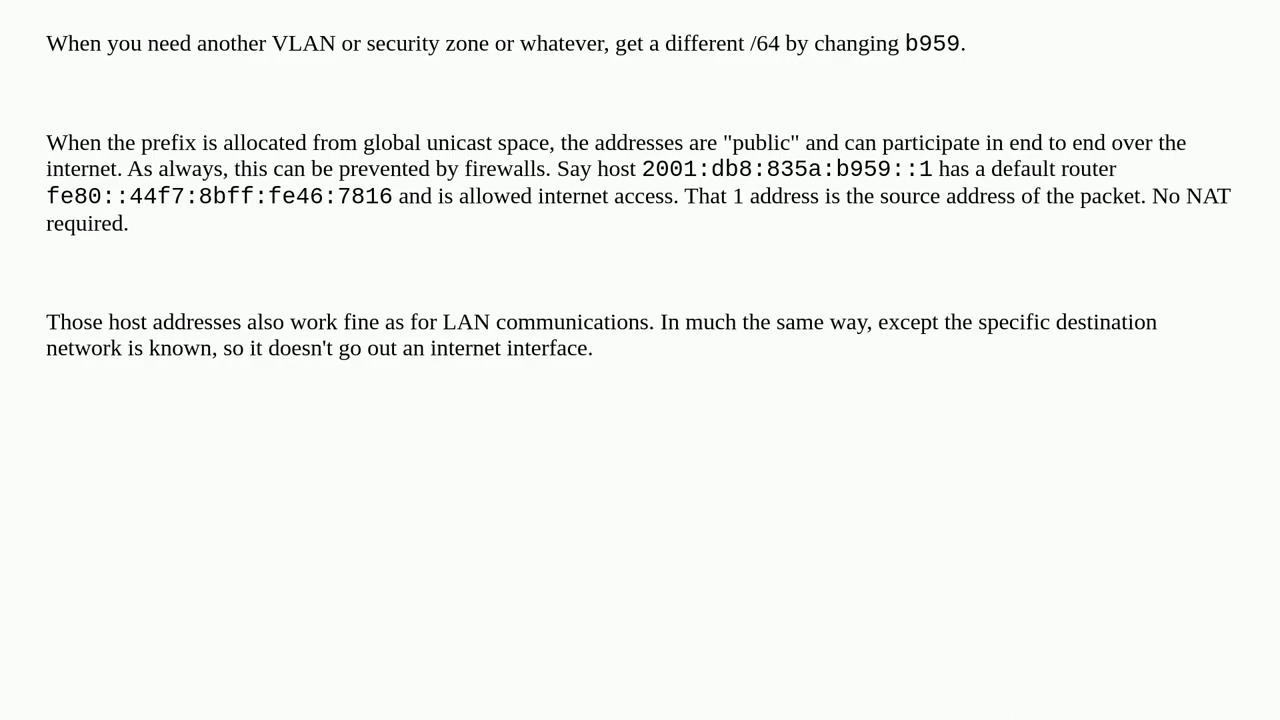 When you need another VLAN or security zone or whatever, get a different /64 by changing b959.
When the prefix is allocated from global unicast space, the addresses are "public" and can participate in end to end over the
internet. As always, this can be prevented by firewalls. Say host 2001:db8:835a:b959::1 has a default router
fe80::44f7:8bff:fe46:7816 and is allowed internet access. That 1 address is the source address of the packet. No NAT
required.
Those host addresses also work fine as for LAN communications. In much the same way, except the specific destination
network is known, so it doesn't go out an internet interface.